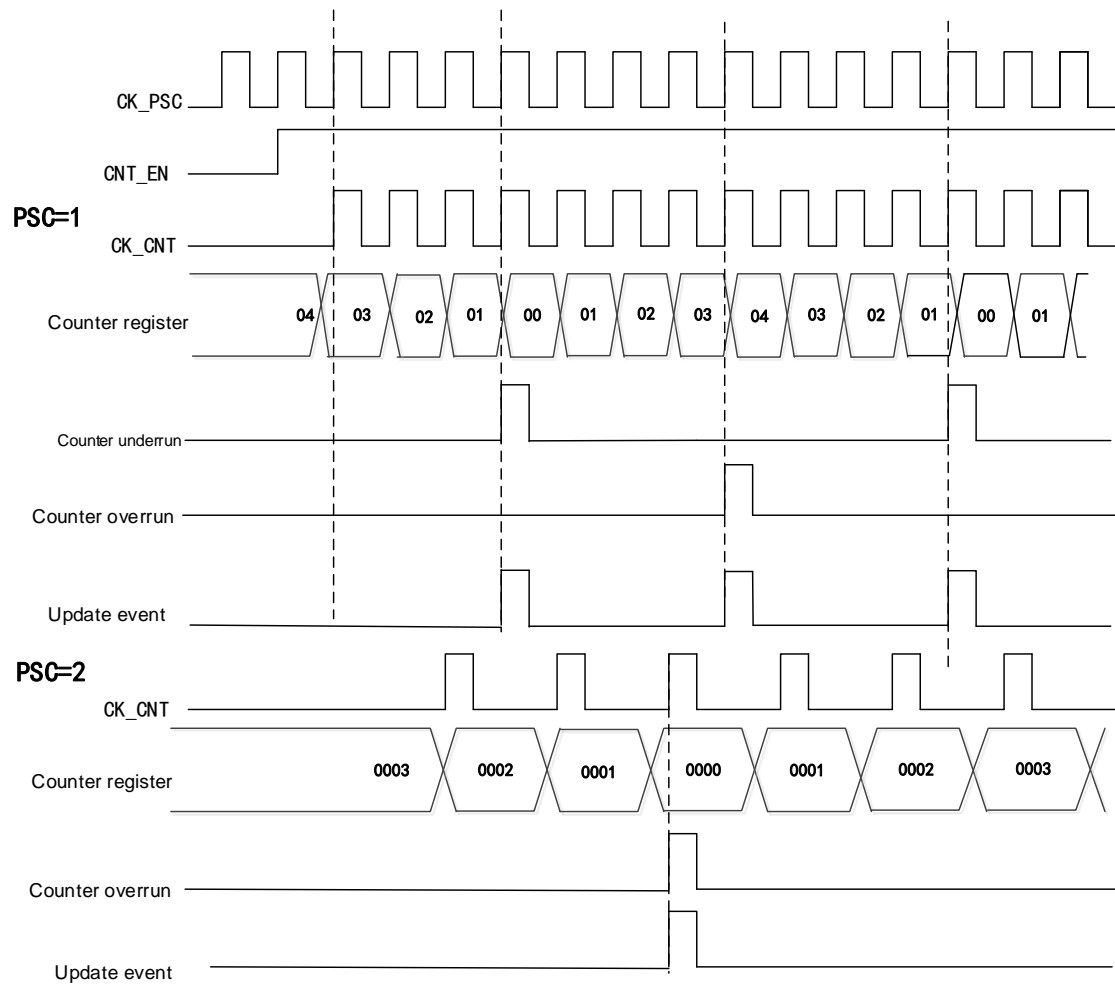 CK_PSC
CNT_EN
PSC=1
CK_CNT
Counter register 04 03 02 01 00 01 02 03 04 03 02 01 00 01
Counter underrun
Counter overrun
Update event
PSC=2
CK_CNT
Counter register 0003 0002 0001 0000 0001 0002 0003
Counter overrun
Update event